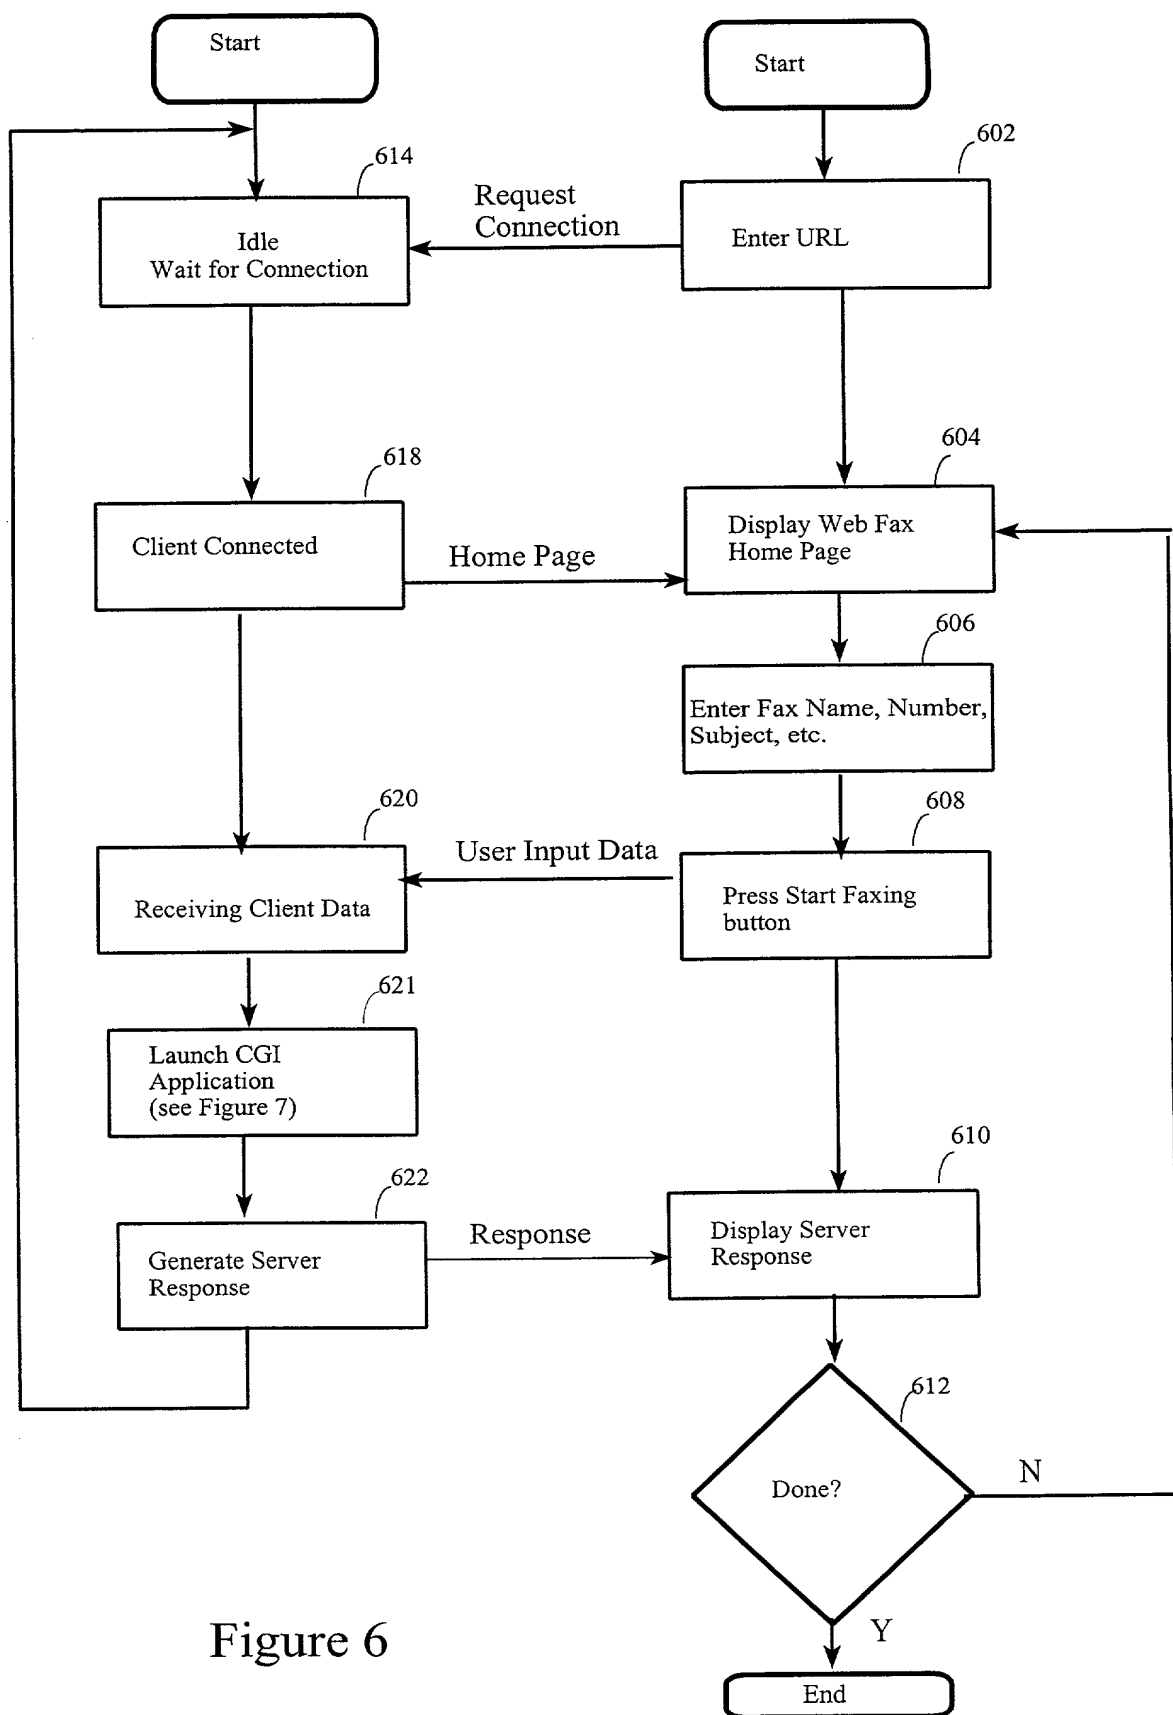 Start
Start
614
602
Request
Connection
Idle
Wait for Connection
Enter URL
618
604
Client Connected
Home Page
Display Web Fax
Home Page
606
Enter Fax Name, Number,
Subject, etc.
620
608
User Input Data
Receiving Client Data
Press Start Faxing
button
621
Launch CGI
Application
(see Figure 7)
622
610
Response
Generate Server
Response
Display Server
Response
612
Done?
N
Y
Figure 6
End